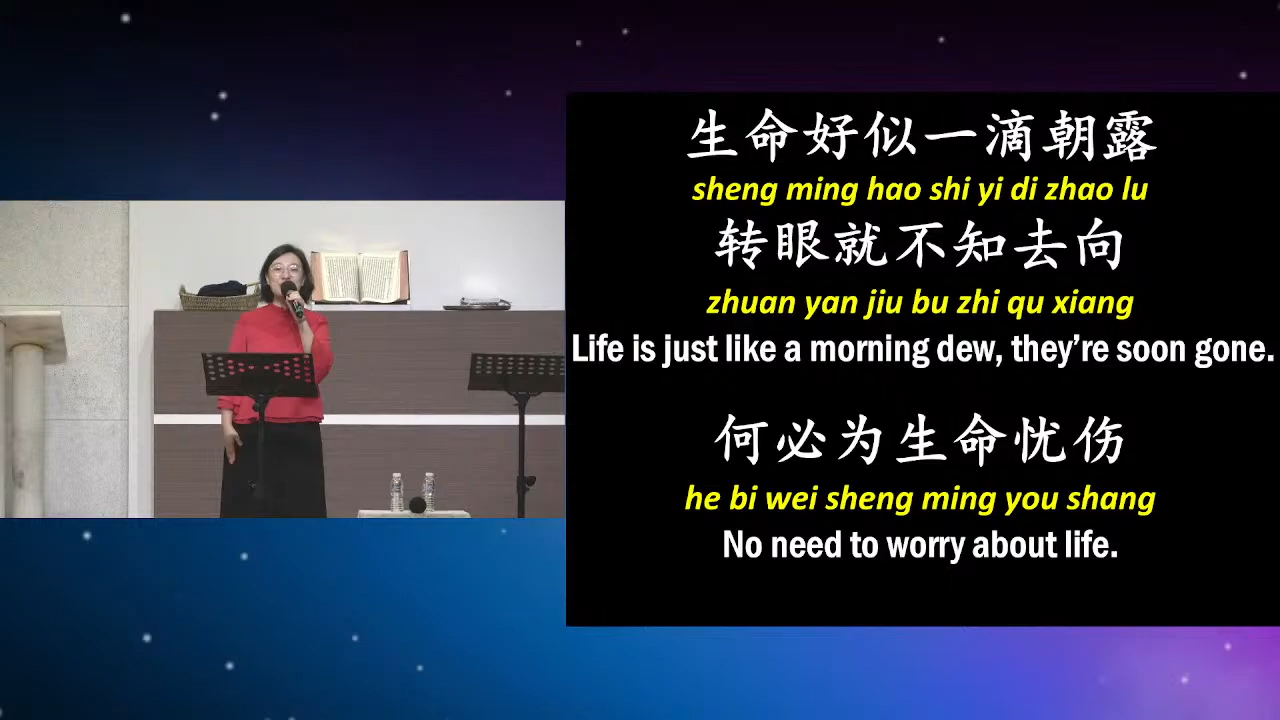 生命好似一滴朝露
sheng ming hao shi yi di zhao lu
转眼就不知去向
zhuan yan jiu bu zhi qu xiang
Life is just like a morning dew, they’re soon gone.
何必为生命忧伤
he bi wei sheng ming you shang
No need to worry about life.